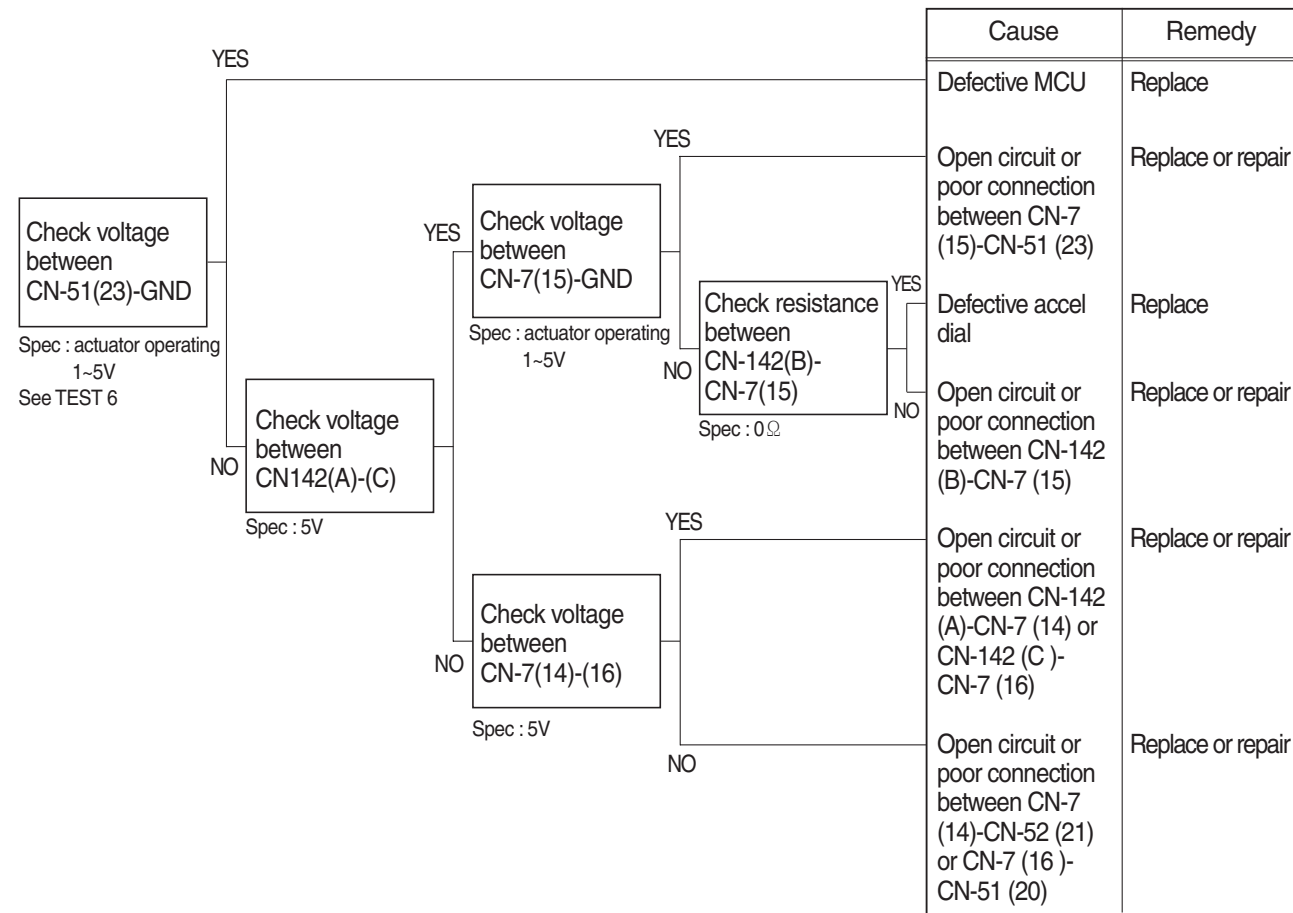 Cause
Remedy
YES
Defective MCU
Replace
YES
Open circuit or
poor connection
between CN-7
(15)-CN-51 (23)
Replace or repair
Check voltage
between
CN-51(23)-GND
Spec : actuator operating
1~5V
See TEST 6
YES
Check voltage
between
CN-7(15)-GND
Spec : actuator operating
1~5V
NO
Check resistance
between
CN-142(B)-
CN-7(15)
Spec : 0Ω
YES
Defective accel
dial
Replace
NO
Open circuit or
poor connection
between CN-142
(B)-CN-7 (15)
Replace or repair
NO
Check voltage
between
CN142(A)-(C)
Spec : 5V
YES
Open circuit or
poor connection
between CN-142
(A)-CN-7 (14) or
CN-142 (C )-
CN-7 (16)
Replace or repair
NO
Check voltage
between
CN-7(14)-(16)
Spec : 5V
NO
Open circuit or
poor connection
between CN-7
(14)-CN-52 (21)
or CN-7 (16 )-
CN-51 (20)
Replace or repair